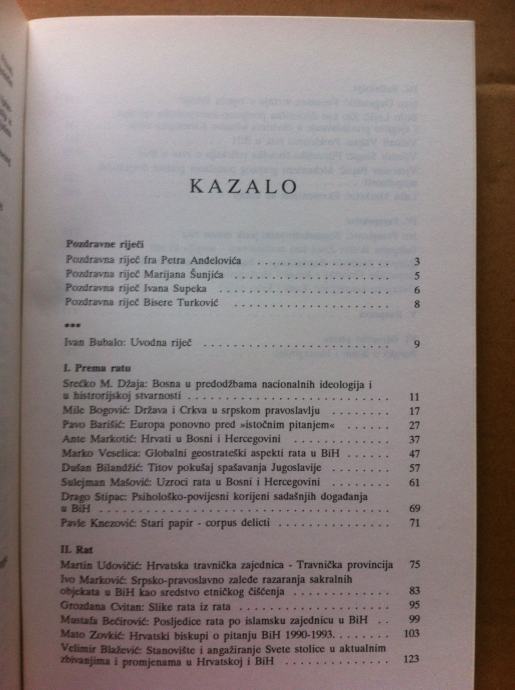 KAZALO
Pozdravne riječi
Pozdravna riječ fra Petra Anđelovića . . . . . . . . . . . . . . . . . . 3
Pozdravna riječ Marijana Šunjića . . . . . . . . . . . . . . . . . . . . 5
Pozdravna riječ Ivana Supeka . . . . . . . . . . . . . . . . . . . . . . 6
Pozdravna riječ Bisere Turković . . . . . . . . . . . . . . . . . . . . . 8
***
Ivan Bubalo: Uvodna riječ . . . . . . . . . . . . . . . . . . . . . . . . 9
I. Prema ratu
Srećko M. Džaja: Bosna u predodžbama nacionalnih ideologija i
u histrorijskoj stvarnosti . . . . . . . . . . . . . . . . . . . . . . . . . 11
Mile Bogović: Država i Crkva u srpskom pravoslavlju . . . . . . . . 17
Pavo Barišić: Europa ponovno pred »istočnim pitanjem« . . . . . . . 27
Ante Markotić: Hrvati u Bosni i Hercegovini . . . . . . . . . . . . . 37
Marko Veselica: Globalni geostrateški aspekti rata u BiH . . . . . . 47
Dušan Bilandžić: Titov pokušaj spašavanja Jugoslavije . . . . . . . 57
Sulejman Mašović: Uzroci rata u Bosni i Hercegovini . . . . . . . . 61
Drago Stipac: Psihološko-povijesni korijeni sadašnjih događanja
u BiH . . . . . . . . . . . . . . . . . . . . . . . . . . . . . . . . . . . . 69
Pavle Knezović: Stari papir - corpus delicti . . . . . . . . . . . . . . 71
II. Rat
Martin Udovičić: Hrvatska travnička zajednica - Travnička provincija 75
Ivo Marković: Srpsko-pravoslavno zaleđe razaranja sakralnih
objekata u BiH kao sredstvo etničkog čišćenja . . . . . . . . . . . . 83
Grozdana Cvitan: Slike rata iz rata . . . . . . . . . . . . . . . . . . . 95
Mustafa Bećirović: Posljedice rata po islamsku zajednicu u BiH . . 99
Mato Zovkić: Hrvatski biskupi o pitanju BiH 1990-1993. . . . . . . . 103
Velimir Blažević: Stanovište i angažiranje Svete stolice u aktualnim
zbivanjima i promjenama u Hrvatskoj i BiH . . . . . . . . . . . . . . 123